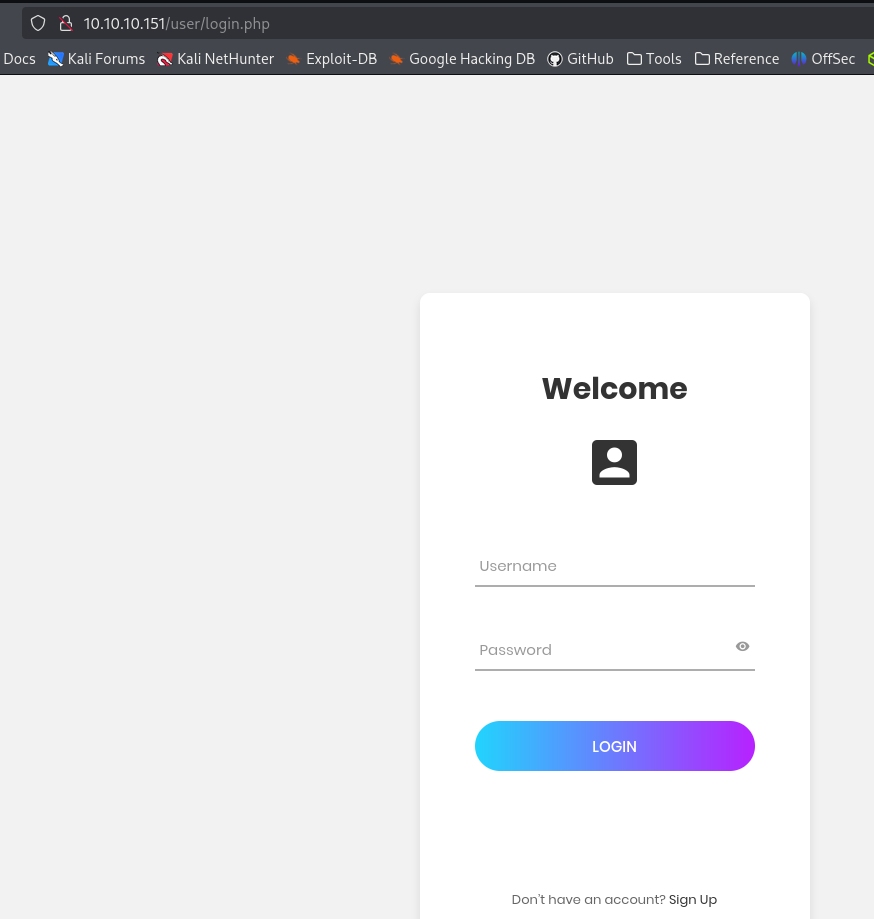 10.10.10.151/user/login.php
Docs Kali Forums Kali NetHunter Exploit-DB Google Hacking DB GitHub Tools Reference OffSec
Welcome
Username
Password
LOGIN
Don't have an account? Sign Up